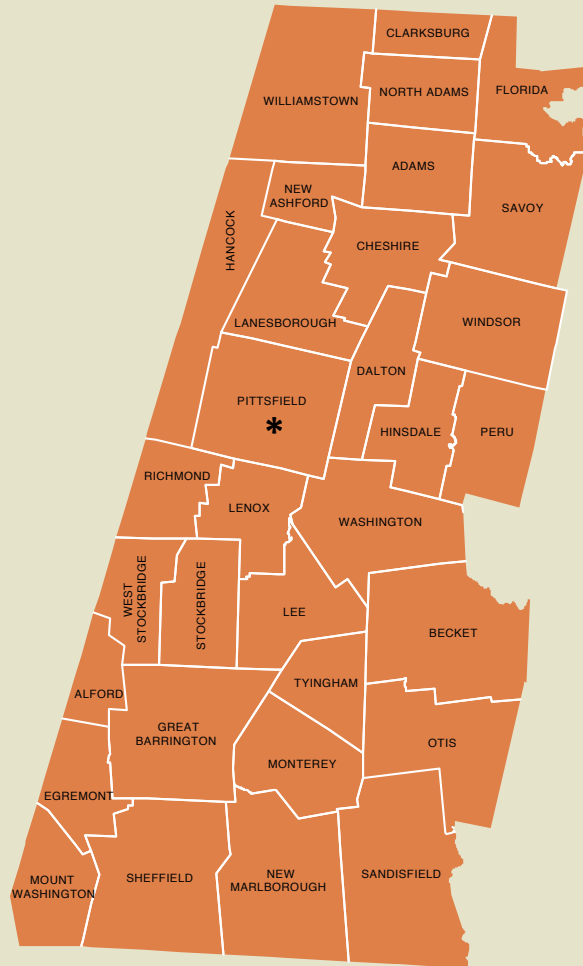 CLARKSBURG
WILLIAMSTOWN
NORTH ADAMS
FLORIDA
ADAMS
NEW
ASHFORD
SAVOY
HANCOCK
CHESHIRE
LANESBOROUGH
WINDSOR
DALTON
PITTSFIELD
*
HINSDALE
PERU
RICHMOND
LENOX
WASHINGTON
WEST
STOCKBRIDGE
STOCKBRIDGE
LEE
BECKET
ALFORD
TYINGHAM
GREAT
BARRINGTON
OTIS
MONTEREY
EGREMONT
MOUNT
WASHINGTON
SHEFFIELD
NEW
MARLBOROUGH
SANDISFIELD